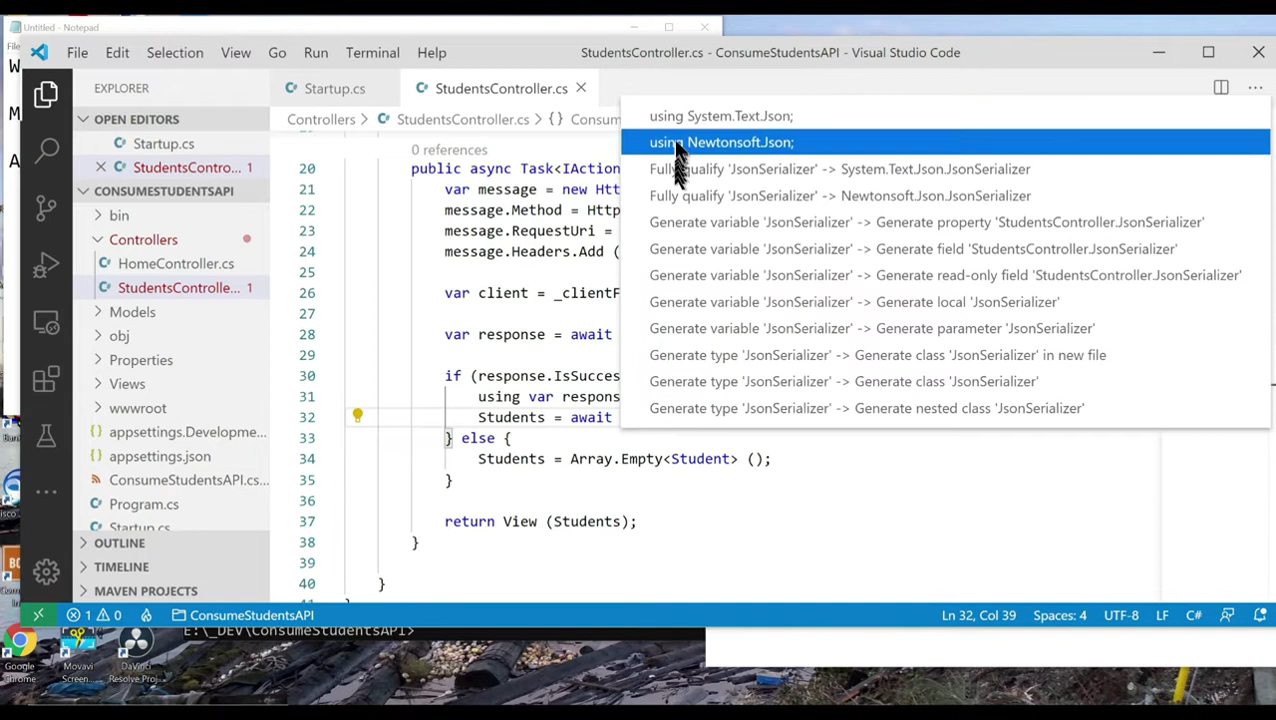 Untitled - Notepad
File
W
M
A
File Edit Selection View Go Run Terminal Help
StudentsController.cs - ConsumeStudentsAPI - Visual Studio Code
EXPLORER
OPEN EDITORS
Startup.cs
StudentsContro... 1
CONSUMESTUDENTSAPI
bin
Controllers
HomeController.cs
StudentsControlle... 1
Models
obj
Properties
Views
wwwroot
appsettings.Developme...
appsettings.json
ConsumeStudentsAPI.cs...
Program.cs
Startup.cs
OUTLINE
TIMELINE
MAVEN PROJECTS
Startup.cs StudentsController.cs
Controllers > StudentsController.cs > {} Consum
0 references
20 public async Task<IAction
21 var message = new Htt
22 message.Method = Http
23 message.RequestUri =
24 message.Headers.Add (
25
26 var client = _clientF
27
28 var response = await
29
30 if (response.IsSucces
31 using var respons
32 Students = await
33 } else {
34 Students = Array.Empty<Student> ();
35 }
36
37 return View (Students);
38 }
39
40 }
using System.Text.Json;
using Newtonsoft.Json;
Fully qualify 'JsonSerializer' -> System.Text.Json.JsonSerializer
Fully qualify 'JsonSerializer' -> Newtonsoft.Json.JsonSerializer
Generate variable 'JsonSerializer' -> Generate property 'StudentsController.JsonSerializer'
Generate variable 'JsonSerializer' -> Generate field 'StudentsController.JsonSerializer'
Generate variable 'JsonSerializer' -> Generate read-only field 'StudentsController.JsonSerializer'
Generate variable 'JsonSerializer' -> Generate local 'JsonSerializer'
Generate variable 'JsonSerializer' -> Generate parameter 'JsonSerializer'
Generate type 'JsonSerializer' -> Generate class 'JsonSerializer' in new file
Generate type 'JsonSerializer' -> Generate class 'JsonSerializer'
Generate type 'JsonSerializer' -> Generate nested class 'JsonSerializer'
1 0 ConsumeStudentsAPI Ln 32, Col 39 Spaces: 4 UTF-8 LF C#
E:\_DEV\ConsumeStudentsAPI>
Google Chrome
Movavi Screen...
DaVinci Resolve Proj...